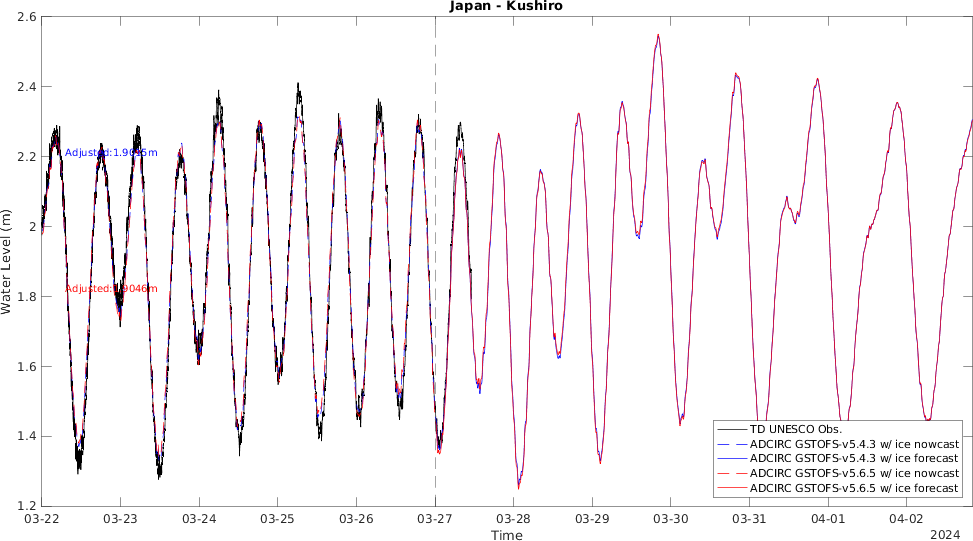 Japan - Kushiro
Water Level (m)
2.6
2.4
2.2
2
1.8
1.6
1.4
1.2
Adjusted:1.9045m
Adjusted:1.9046m
TD UNESCO Obs.
ADCIRC GSTOFS-v5.4.3 w/ ice nowcast
ADCIRC GSTOFS-v5.4.3 w/ ice forecast
ADCIRC GSTOFS-v5.6.5 w/ ice nowcast
ADCIRC GSTOFS-v5.6.5 w/ ice forecast
03-22 03-23 03-24 03-25 03-26 03-27 03-28 03-29 03-30 03-31 04-01 04-02
Time
2024